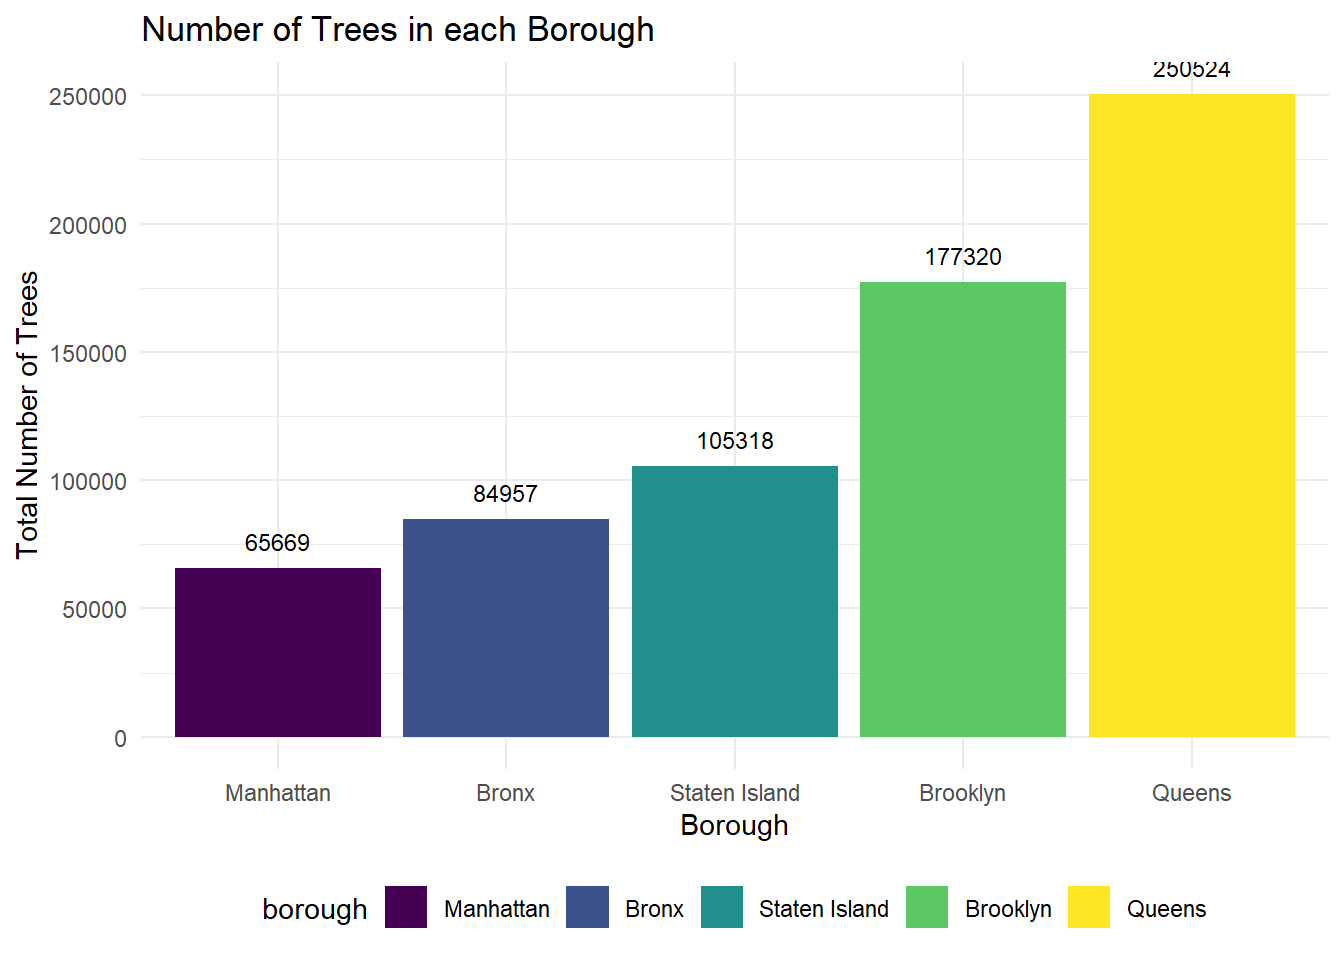 Number of Trees in each Borough
Total Number of Trees
250000
200000
150000
100000
50000
0
65669
84957
105318
177320
250524
Manhattan Bronx Staten Island Brooklyn Queens
Borough
borough Manhattan Bronx Staten Island Brooklyn Queens